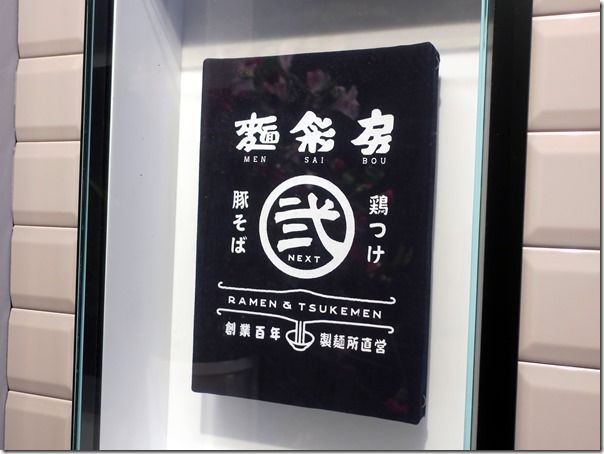 麵彩房
MEN SAI BOU
鶏つけ
弐
NEXT
豚そば
RAMEN & TSUKEMEN
創業百年 製麺所直営